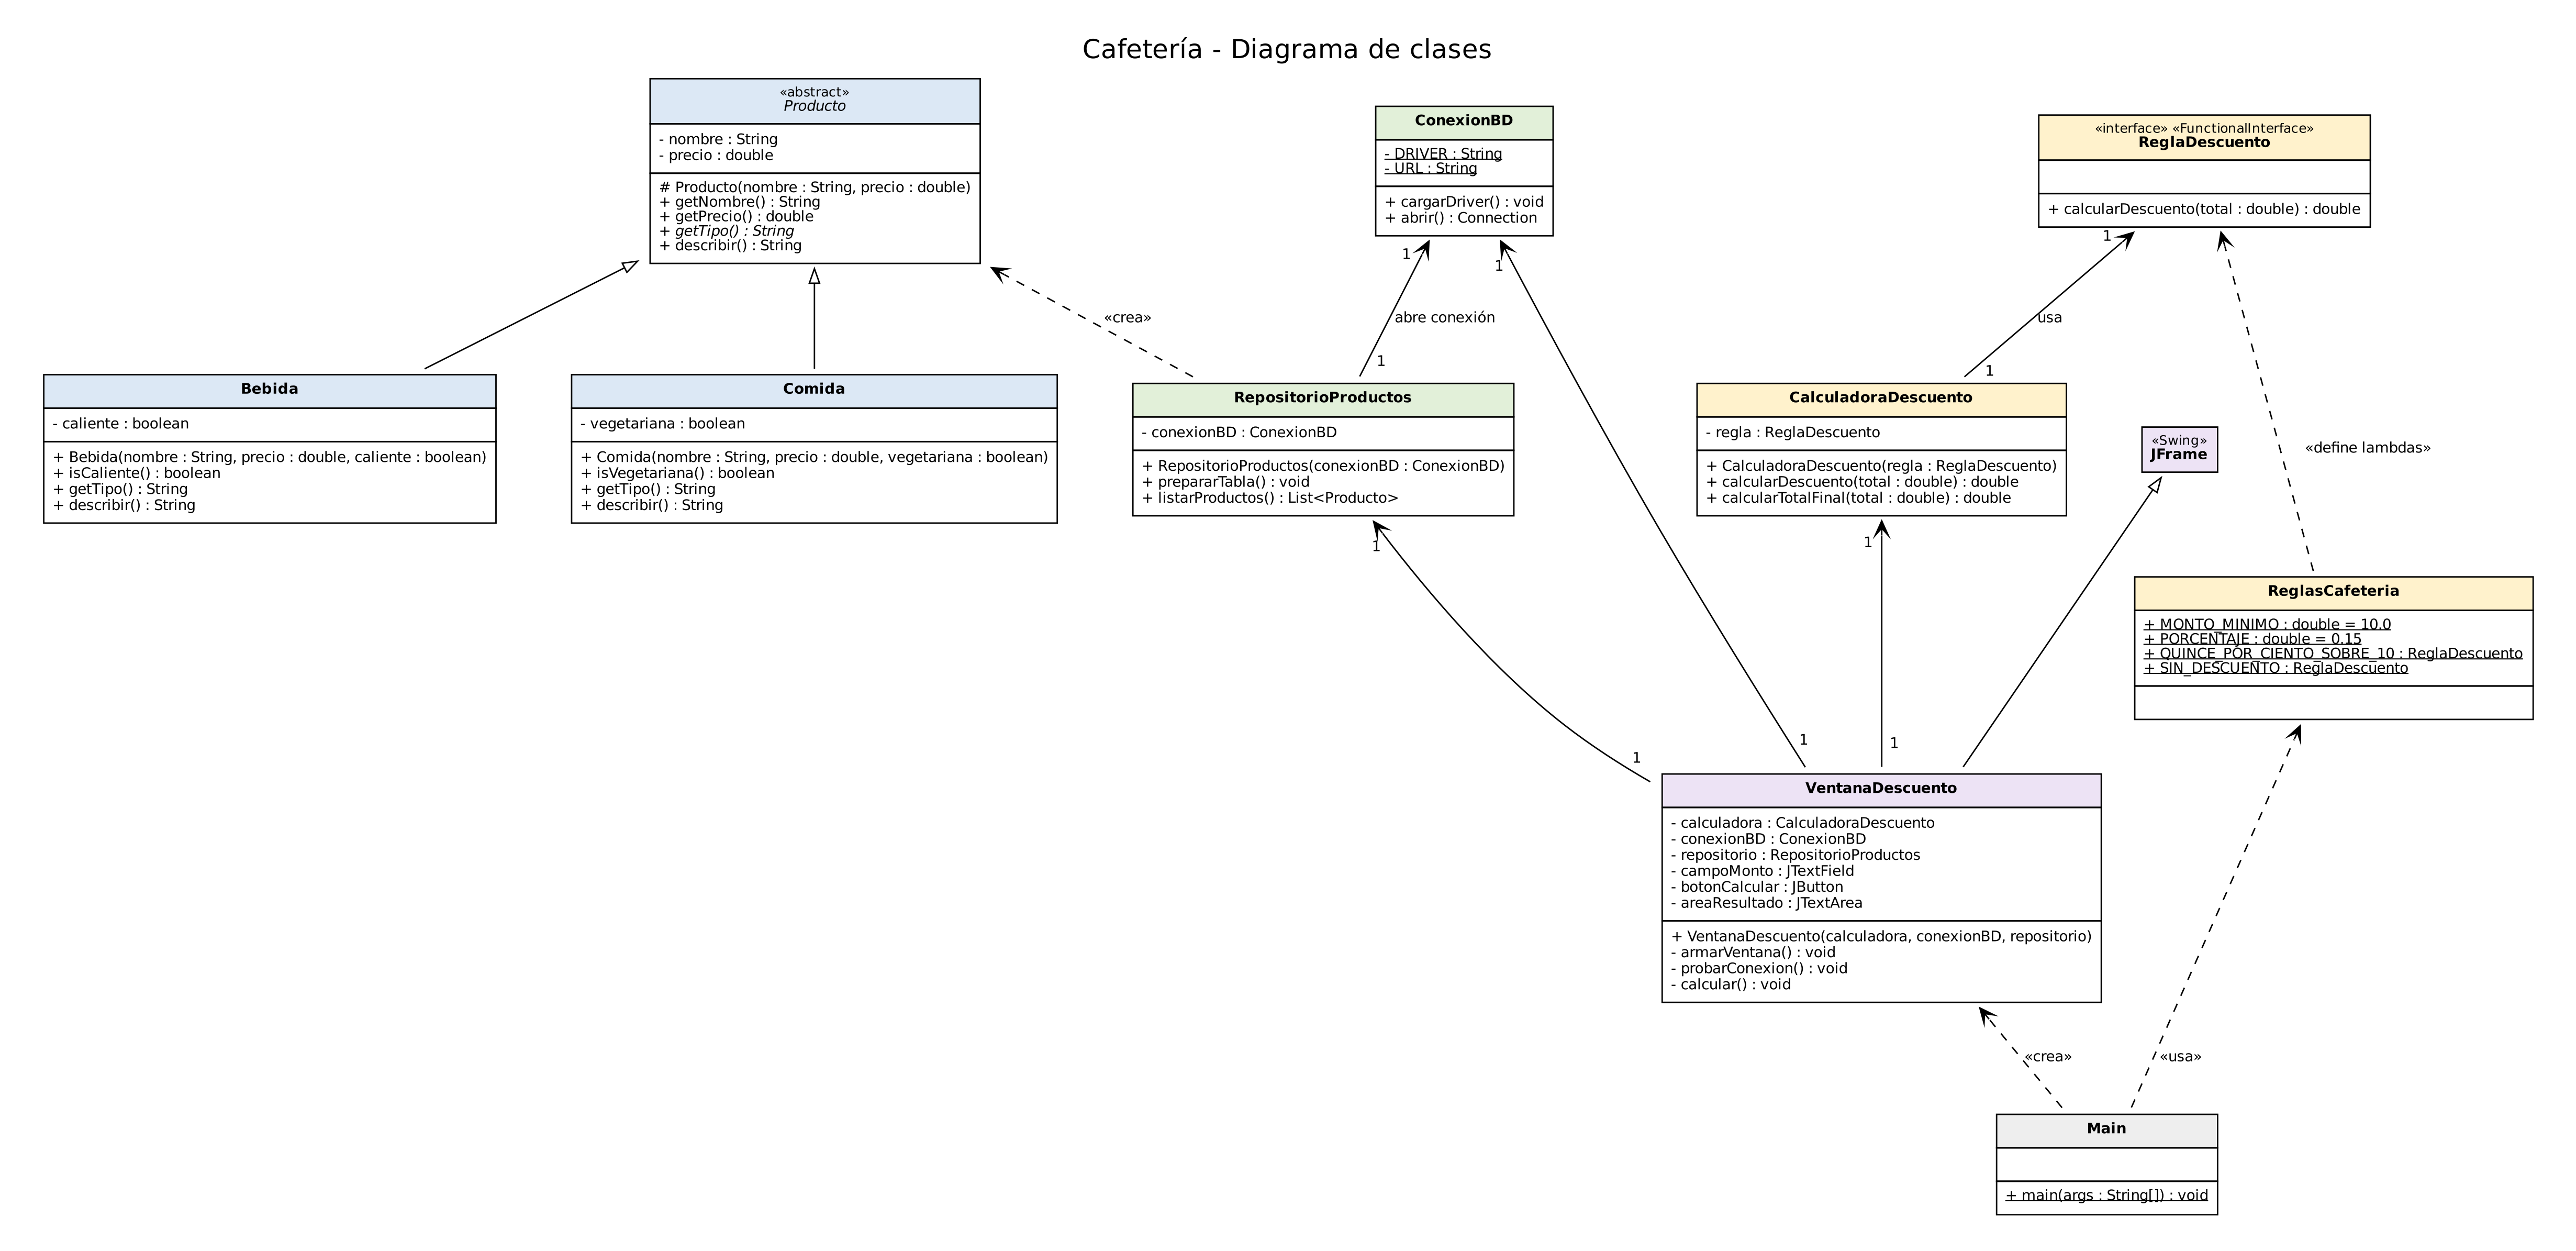 Cafetería - Diagrama de clases
«abstract»
Producto
- nombre : String
- precio : double
# Producto(nombre : String, precio : double)
+ getNombre() : String
+ getPrecio() : double
+ getTipo() : String
+ describir() : String
ConexionBD
- DRIVER : String
- URL : String
+ cargarDriver() : void
+ abrir() : Connection
«interface» «FunctionalInterface»
ReglaDescuento
+ calcularDescuento(total : double) : double
1
1
1
«crea»
abre conexión
usa
1
1
Bebida
- caliente : boolean
+ Bebida(nombre : String, precio : double, caliente : boolean)
+ isCaliente() : boolean
+ getTipo() : String
+ describir() : String
Comida
- vegetariana : boolean
+ Comida(nombre : String, precio : double, vegetariana : boolean)
+ isVegetariana() : boolean
+ getTipo() : String
+ describir() : String
RepositorioProductos
- conexionBD : ConexionBD
+ RepositorioProductos(conexionBD : ConexionBD)
+ prepararTabla() : void
+ listarProductos() : List<Producto>
CalculadoraDescuento
- regla : ReglaDescuento
+ CalculadoraDescuento(regla : ReglaDescuento)
+ calcularDescuento(total : double) : double
+ calcularTotalFinal(total : double) : double
«Swing»
JFrame
«define lambdas»
1
1
ReglasCafeteria
+ MONTO_MINIMO : double = 10.0
+ PORCENTAJE : double = 0.15
+ QUINCE_POR_CIENTO_SOBRE_10 : ReglaDescuento
+ SIN_DESCUENTO : ReglaDescuento
1
1
1
VentanaDescuento
- calculadora : CalculadoraDescuento
- conexionBD : ConexionBD
- repositorio : RepositorioProductos
- campoMonto : JTextField
- botonCalcular : JButton
- areaResultado : JTextArea
+ VentanaDescuento(calculadora, conexionBD, repositorio)
- armarVentana() : void
- probarConexion() : void
- calcular() : void
«crea»
«usa»
Main
+ main(args : String[]) : void